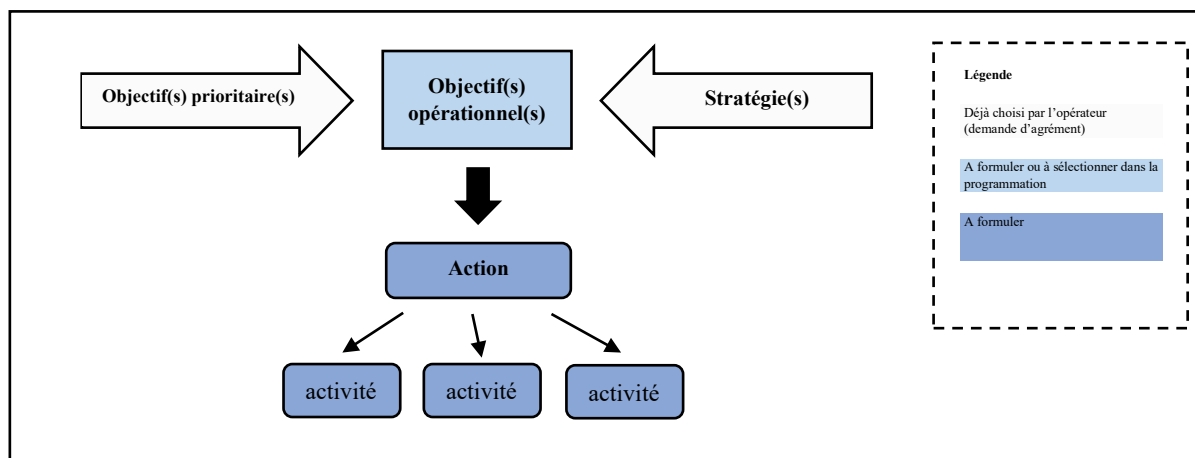 Objectif(s) prioritaire(s)
Objectif(s)
opérationnel(s)
Stratégie(s)
Action
activité
activité
activité
Légende
Déjà choisi par l'opérateur
(demande d'agrément)
A formuler ou à sélectionner dans la
programmation
A formuler